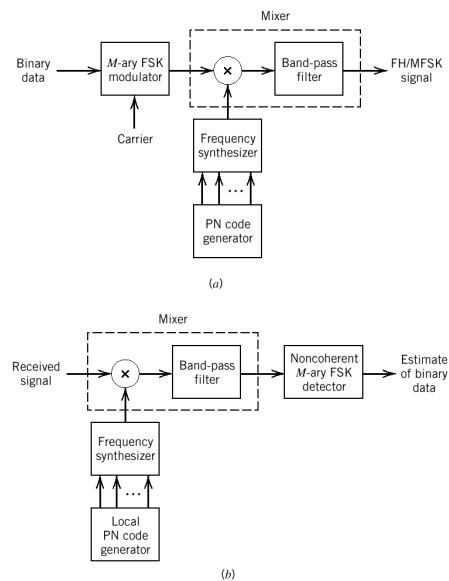 Mixer
Binary
data
M-ary FSK
modulator
×
Band-pass
filter
FH/MFSK
signal
Carrier
Frequency
synthesizer
...
PN code
generator
(a)
Mixer
Received
signal
×
Band-pass
filter
Noncoherent
M-ary FSK
detector
Estimate
of binary
data
Frequency
synthesizer
...
Local
PN code
generator
(b)